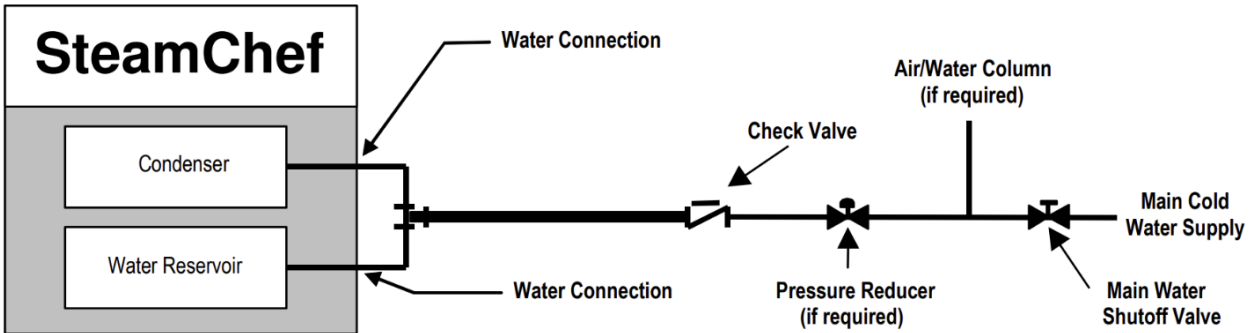 SteamChef
Water Connection
Air/Water Column
(if required)
Check Valve
Condenser
Main Cold
Water Supply
Water Reservoir
Water Connection
Pressure Reducer
(if required)
Main Water
Shutoff Valve